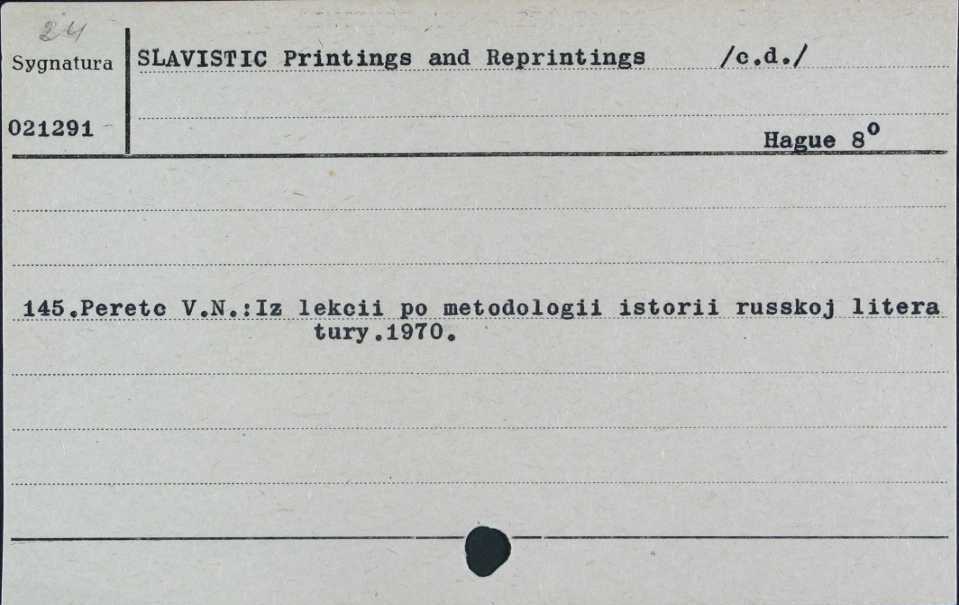 24
Sygnatura
SLAVISTIC Printings and Reprintings /c.d./
021291
Hague 8⁰
145.Peretc V.N.:Iz lekcii po metodologii istorii russkoj litera
tury.1970.